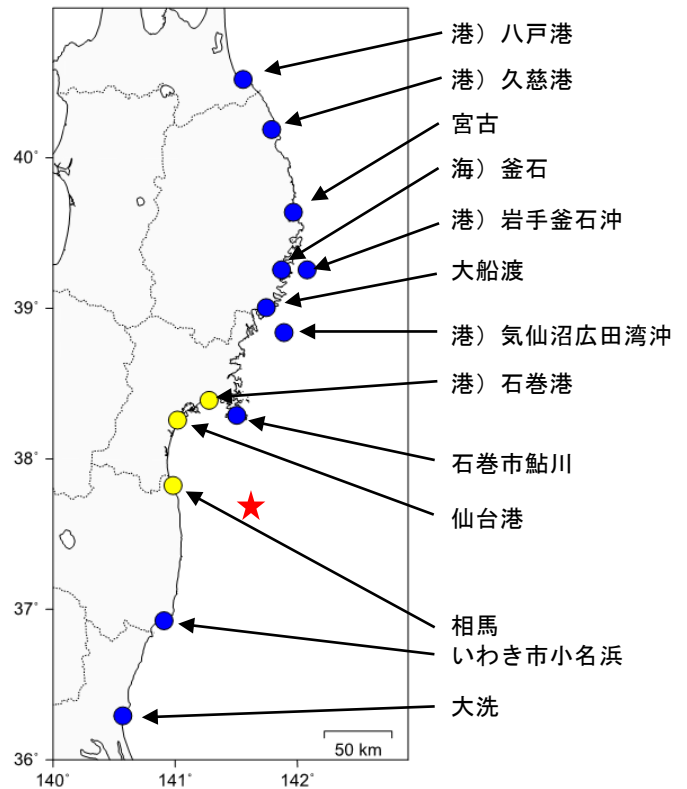 港）八戸港
港）久慈港
宮古
海）釜石
港）岩手釜石沖
大船渡
港）気仙沼広田湾沖
港）石巻港
石巻市鮎川
仙台港
相馬
いわき市小名浜
大洗
40˚
39˚
38˚
37˚
36˚
50 km
140˚
141˚
142˚